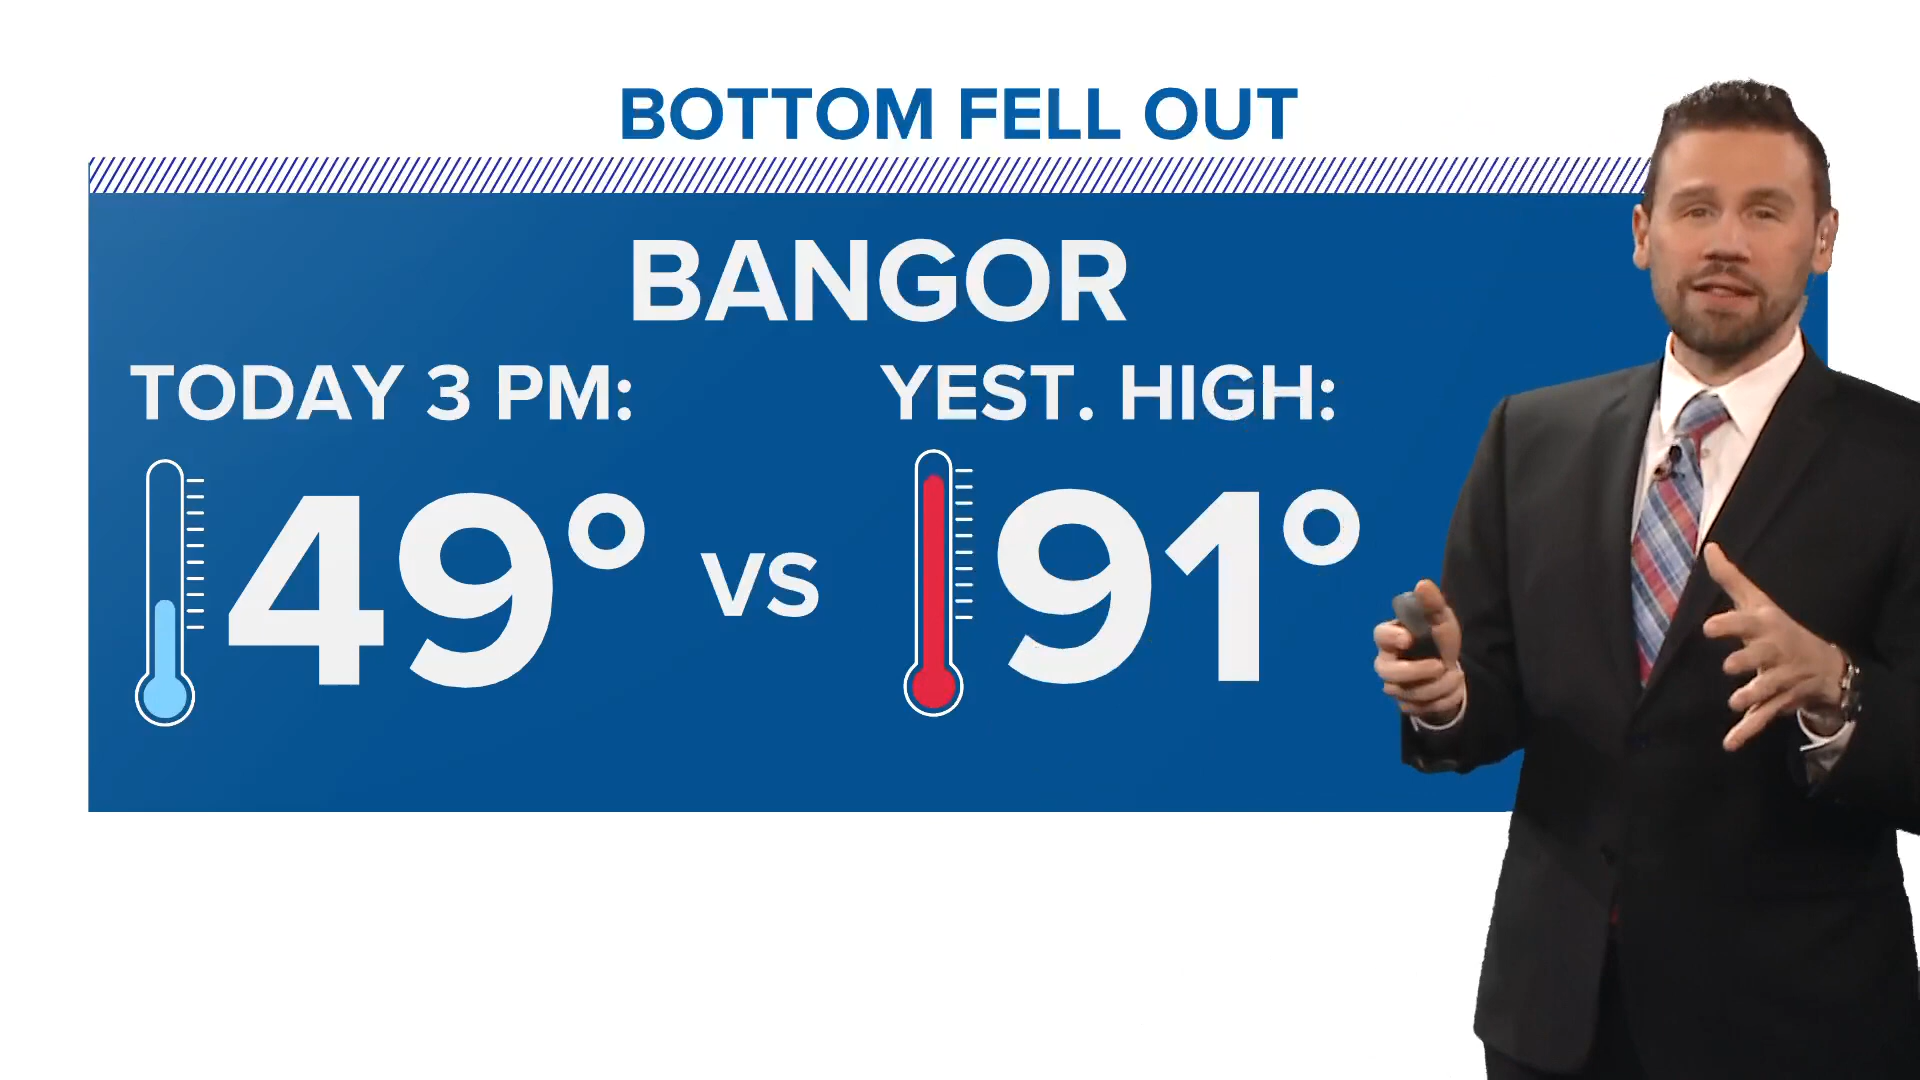 BOTTOM FELL OUT
BANGOR
TODAY 3 PM:
YEST. HIGH:
49° VS 91°